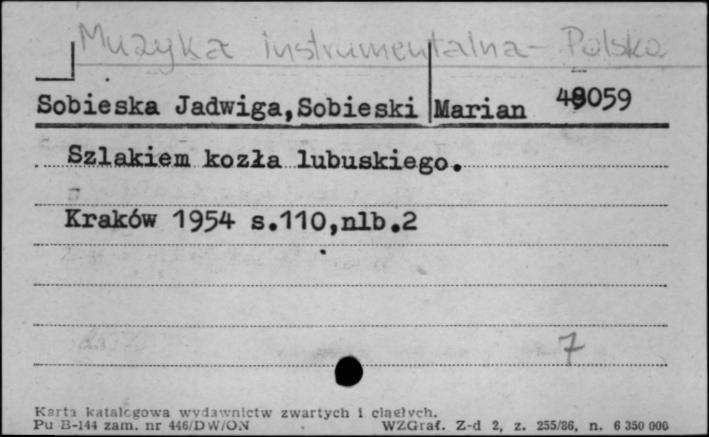 Muzyka instrumentalna - Polska
Sobieska Jadwiga, Sobieski Marian 48059
Szlakiem kozła lubuskiego.
Kraków 1954 s.110,nlb.2
7
Karta katalogowa wydawnictw zwartych i ciągłych.
Pu B-144 zam. nr 446/DW/ON WZGraf. Z-d 2, z. 255/86, n. 6 350 000